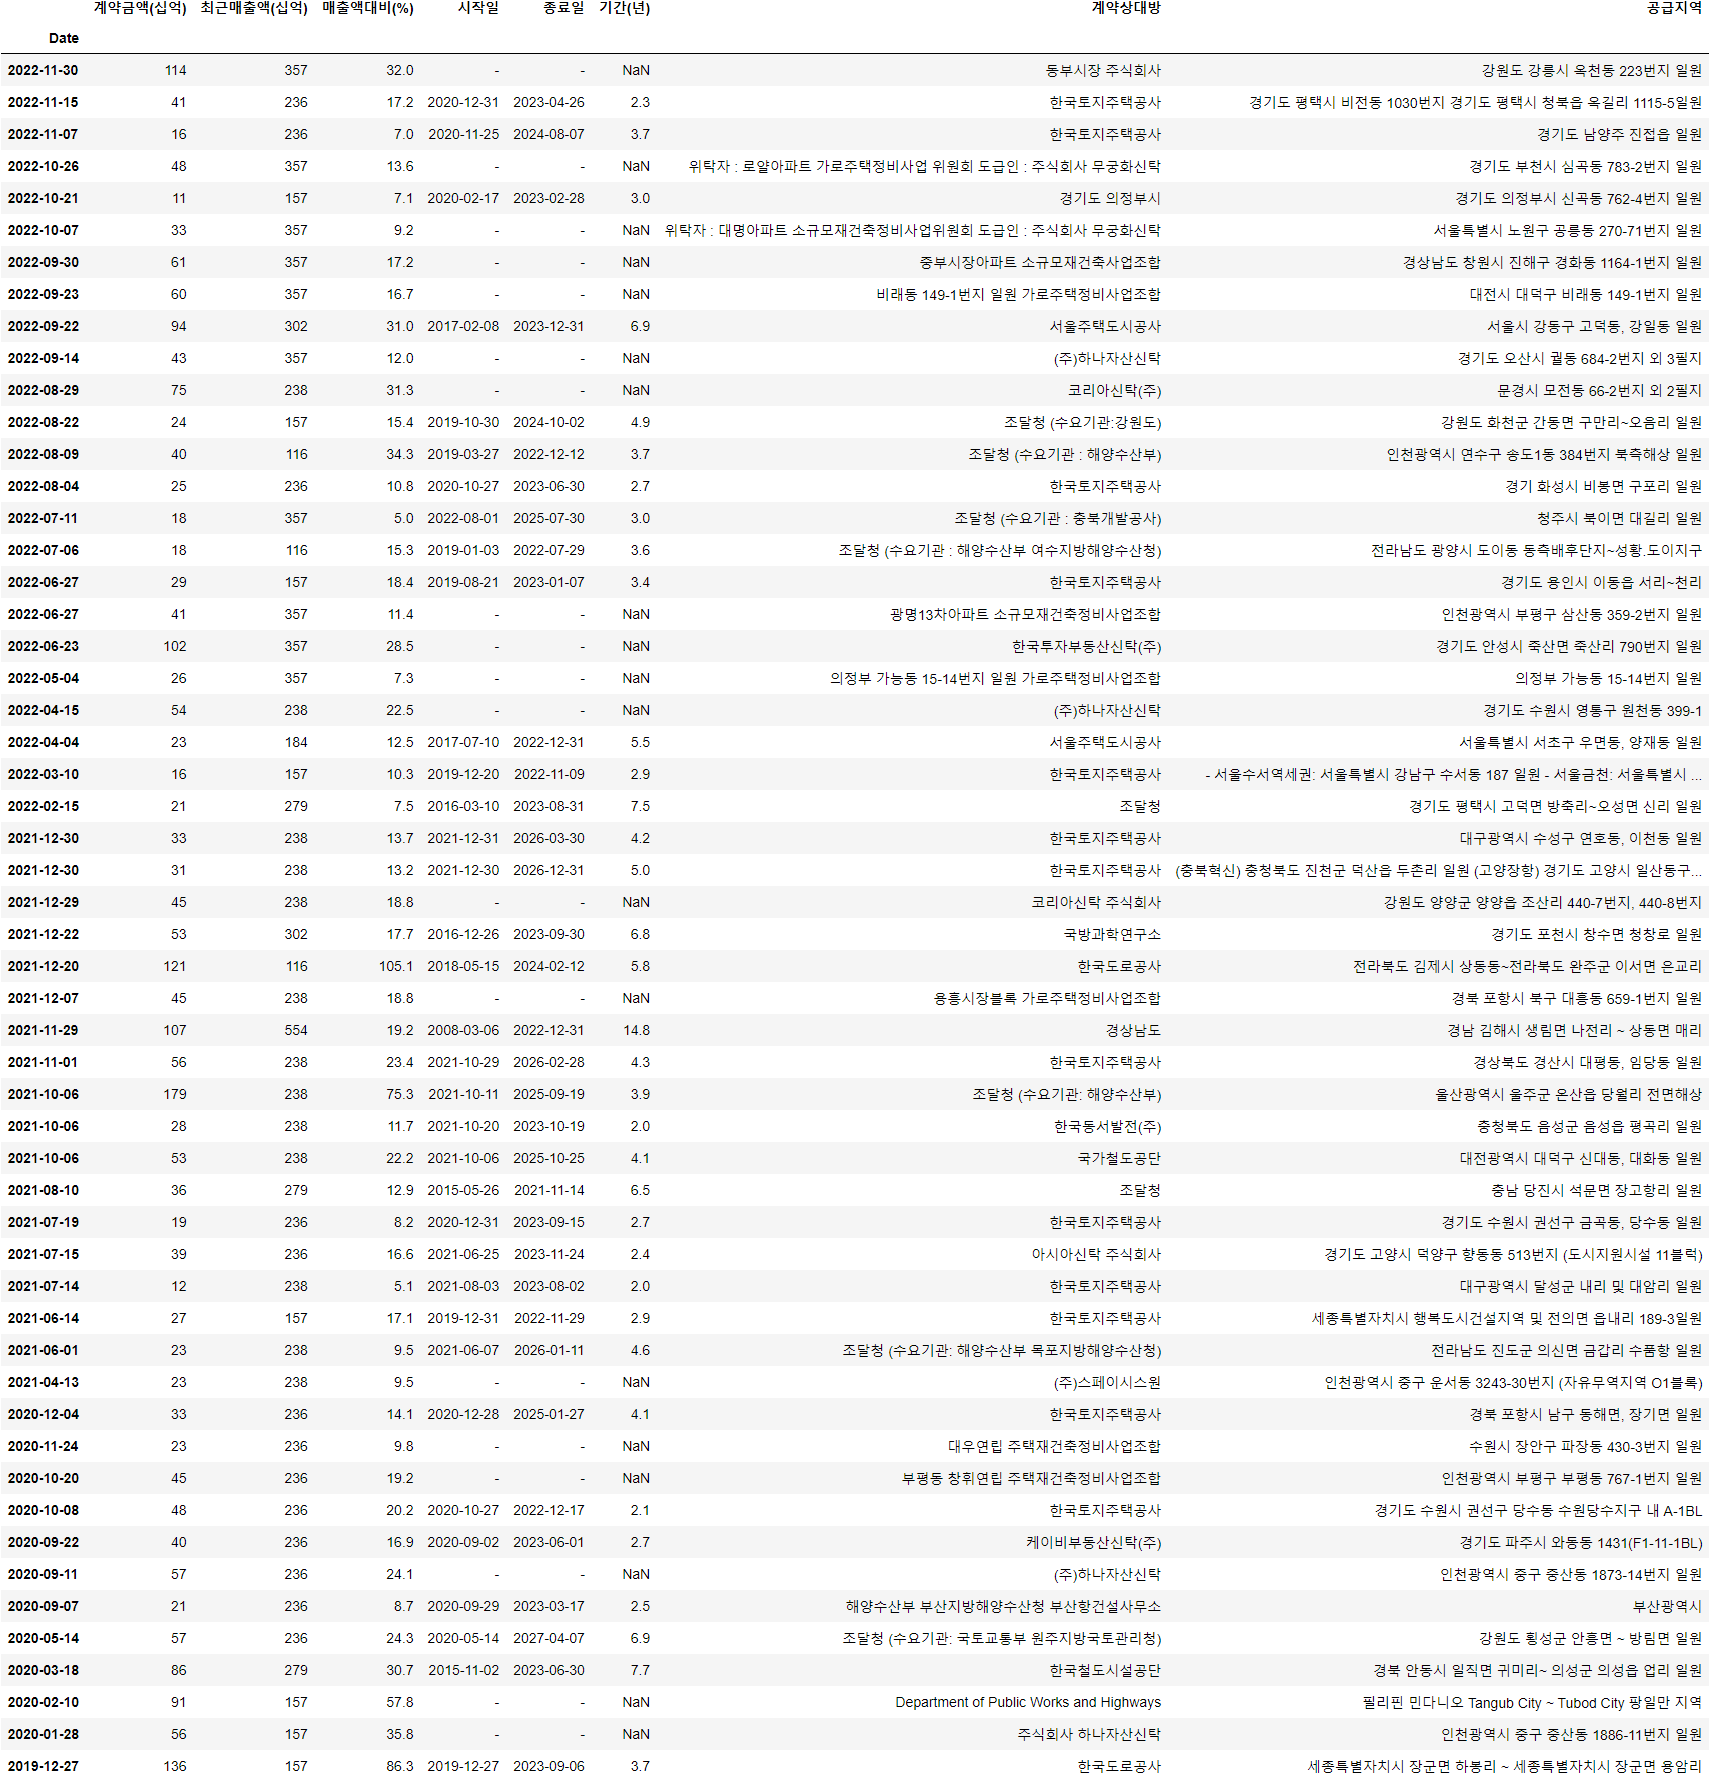 계약금액(십억) 최근매출액(십억) 매출액대비(%) 시작일 종료일 기간(년) 계약상대방 공급지역
Date
2022-11-30 114 357 32.0 - - NaN 동부시장 주식회사 강원도 강릉시 옥천동 223번지 일원
2022-11-15 41 236 17.2 2020-12-31 2023-04-26 2.3 한국토지주택공사 경기도 평택시 비전동 1030번지 경기도 평택시 청북읍 옥길리 1115-5일원
2022-11-07 16 236 7.0 2020-11-25 2024-08-07 3.7 한국토지주택공사 경기도 남양주 진접읍 일원
2022-10-26 48 357 13.6 - - NaN 위탁자 : 로얄아파트 가로주택정비사업 위원회 도급인 : 주식회사 무궁화신탁 경기도 부천시 심곡동 783-2번지 일원
2022-10-21 11 157 7.1 2020-02-17 2023-02-28 3.0 경기도 의정부시 경기도 의정부시 신곡동 762-4번지 일원
2022-10-07 33 357 9.2 - - NaN 위탁자 : 대명아파트 소규모재건축정비사업위원회 도급인 : 주식회사 무궁화신탁 서울특별시 노원구 공릉동 270-71번지 일원
2022-09-30 61 357 17.2 - - NaN 중부시장아파트 소규모재건축사업조합 경상남도 창원시 진해구 경화동 1164-1번지 일원
2022-09-23 60 357 16.7 - - NaN 비래동 149-1번지 일원 가로주택정비사업조합 대전시 대덕구 비래동 149-1번지 일원
2022-09-22 94 302 31.0 2017-02-08 2023-12-31 6.9 서울주택도시공사 서울시 강동구 고덕동, 강일동 일원
2022-09-14 43 357 12.0 - - NaN (주)하나자산신탁 경기도 오산시 궐동 684-2번지 외 3필지
2022-08-29 75 238 31.3 - - NaN 코리아신탁(주) 문경시 모전동 66-2번지 외 2필지
2022-08-22 24 157 15.4 2019-10-30 2024-10-02 4.9 조달청 (수요기관:강원도) 강원도 화천군 간동면 구만리~오음리 일원
2022-08-09 40 116 34.3 2019-03-27 2022-12-12 3.7 조달청 (수요기관 : 해양수산부) 인천광역시 연수구 송도1동 384번지 북측해상 일원
2022-08-04 25 236 10.8 2020-10-27 2023-06-30 2.7 한국토지주택공사 경기 화성시 비봉면 구포리 일원
2022-07-11 18 357 5.0 2022-08-01 2025-07-30 3.0 조달청 (수요기관 : 충북개발공사) 청주시 북이면 대길리 일원
2022-07-06 18 116 15.3 2019-01-03 2022-07-29 3.6 조달청 (수요기관 : 해양수산부 여수지방해양수산청) 전라남도 광양시 도이동 동측배후단지~성황.도이지구
2022-06-27 29 157 18.4 2019-08-21 2023-01-07 3.4 한국토지주택공사 경기도 용인시 이동읍 서리~천리
2022-06-27 41 357 11.4 - - NaN 광명13차아파트 소규모재건축정비사업조합 인천광역시 부평구 삼산동 359-2번지 일원
2022-06-23 102 357 28.5 - - NaN 한국투자부동산신탁(주) 경기도 안성시 죽산면 죽산리 790번지 일원
2022-05-04 26 357 7.3 - - NaN 의정부 가능동 15-14번지 일원 가로주택정비사업조합 의정부 가능동 15-14번지 일원
2022-04-15 54 238 22.5 - - NaN (주)하나자산신탁 경기도 수원시 영통구 원천동 399-1
2022-04-04 23 184 12.5 2017-07-10 2022-12-31 5.5 서울주택도시공사 서울특별시 서초구 우면동, 양재동 일원
2022-03-10 16 157 10.3 2019-12-20 2022-11-09 2.9 한국토지주택공사 - 서울수서역세권: 서울특별시 강남구 수서동 187 일원 - 서울금천: 서울특별시 ...
2022-02-15 21 279 7.5 2016-03-10 2023-08-31 7.5 조달청 경기도 평택시 고덕면 방축리~오성면 신리 일원
2021-12-30 33 238 13.7 2021-12-31 2026-03-30 4.2 한국토지주택공사 대구광역시 수성구 연호동, 이천동 일원
2021-12-30 31 238 13.2 2021-12-30 2026-12-31 5.0 한국토지주택공사 (충북혁신) 충청북도 진천군 덕산읍 두촌리 일원 (고양장항) 경기도 고양시 일산동구...
2021-12-29 45 238 18.8 - - NaN 코리아신탁 주식회사 강원도 양양군 양양읍 조산리 440-7번지, 440-8번지
2021-12-22 53 302 17.7 2016-12-26 2023-09-30 6.8 국방과학연구소 경기도 포천시 창수면 청창로 일원
2021-12-20 121 116 105.1 2018-05-15 2024-02-12 5.8 한국도로공사 전라북도 김제시 상동동~전라북도 완주군 이서면 은교리
2021-12-07 45 238 18.8 - - NaN 용흥시장블록 가로주택정비사업조합 경북 포항시 북구 대흥동 659-1번지 일원
2021-11-29 107 554 19.2 2008-03-06 2022-12-31 14.8 경상남도 경남 김해시 생림면 나전리 ~ 상동면 매리
2021-11-01 56 238 23.4 2021-10-29 2026-02-28 4.3 한국토지주택공사 경상북도 경산시 대평동, 임당동 일원
2021-10-06 179 238 75.3 2021-10-11 2025-09-19 3.9 조달청 (수요기관: 해양수산부) 울산광역시 울주군 온산읍 당월리 전면해상
2021-10-06 28 238 11.7 2021-10-20 2023-10-19 2.0 한국동서발전(주) 충청북도 음성군 음성읍 평곡리 일원
2021-10-06 53 238 22.2 2021-10-06 2025-10-25 4.1 국가철도공단 대전광역시 대덕구 신대동, 대화동 일원
2021-08-10 36 279 12.9 2015-05-26 2021-11-14 6.5 조달청 충남 당진시 석문면 장고항리 일원
2021-07-19 19 236 8.2 2020-12-31 2023-09-15 2.7 한국토지주택공사 경기도 수원시 권선구 금곡동, 당수동 일원
2021-07-15 39 236 16.6 2021-06-25 2023-11-24 2.4 아시아신탁 주식회사 경기도 고양시 덕양구 향동동 513번지 (도시지원시설 11블럭)
2021-07-14 12 238 5.1 2021-08-03 2023-08-02 2.0 한국토지주택공사 대구광역시 달성군 내리 및 대암리 일원
2021-06-14 27 157 17.1 2019-12-31 2022-11-29 2.9 한국토지주택공사 세종특별자치시 행복도시건설지역 및 전의면 읍내리 189-3일원
2021-06-01 23 238 9.5 2021-06-07 2026-01-11 4.6 조달청 (수요기관: 해양수산부 목포지방해양수산청) 전라남도 진도군 의신면 금갑리 수품항 일원
2021-04-13 23 238 9.5 - - NaN (주)스페이시스원 인천광역시 중구 운서동 3243-30번지 (자유무역지역 O1블록)
2020-12-04 33 236 14.1 2020-12-28 2025-01-27 4.1 한국토지주택공사 경북 포항시 남구 동해면, 장기면 일원
2020-11-24 23 236 9.8 - - NaN 대우연립 주택재건축정비사업조합 수원시 장안구 파장동 430-3번지 일원
2020-10-20 45 236 19.2 - - NaN 부평동 창휘연립 주택재건축정비사업조합 인천광역시 부평구 부평동 767-1번지 일원
2020-10-08 48 236 20.2 2020-10-27 2022-12-17 2.1 한국토지주택공사 경기도 수원시 권선구 당수동 수원당수지구 내 A-1BL
2020-09-22 40 236 16.9 2020-09-02 2023-06-01 2.7 케이비부동산신탁(주) 경기도 파주시 와동동 1431(F1-11-1BL)
2020-09-11 57 236 24.1 - - NaN (주)하나자산신탁 인천광역시 중구 중산동 1873-14번지 일원
2020-09-07 21 236 8.7 2020-09-29 2023-03-17 2.5 해양수산부 부산지방해양수산청 부산항건설사무소 부산광역시
2020-05-14 57 236 24.3 2020-05-14 2027-04-07 6.9 조달청 (수요기관: 국토교통부 원주지방국토관리청) 강원도 횡성군 안흥면 ~ 방림면 일원
2020-03-18 86 279 30.7 2015-11-02 2023-06-30 7.7 한국철도시설공단 경북 안동시 일직면 귀미리~ 의성군 의성읍 업리 일원
2020-02-10 91 157 57.8 - - NaN Department of Public Works and Highways 필리핀 민다니오 Tangub City ~ Tubod City 팡일만 지역
2020-01-28 56 157 35.8 - - NaN 주식회사 하나자산신탁 인천광역시 중구 중산동 1886-11번지 일원
2019-12-27 136 157 86.3 2019-12-27 2023-09-06 3.7 한국도로공사 세종특별자치시 장군면 하봉리 ~ 세종특별자치시 장군면 용암리